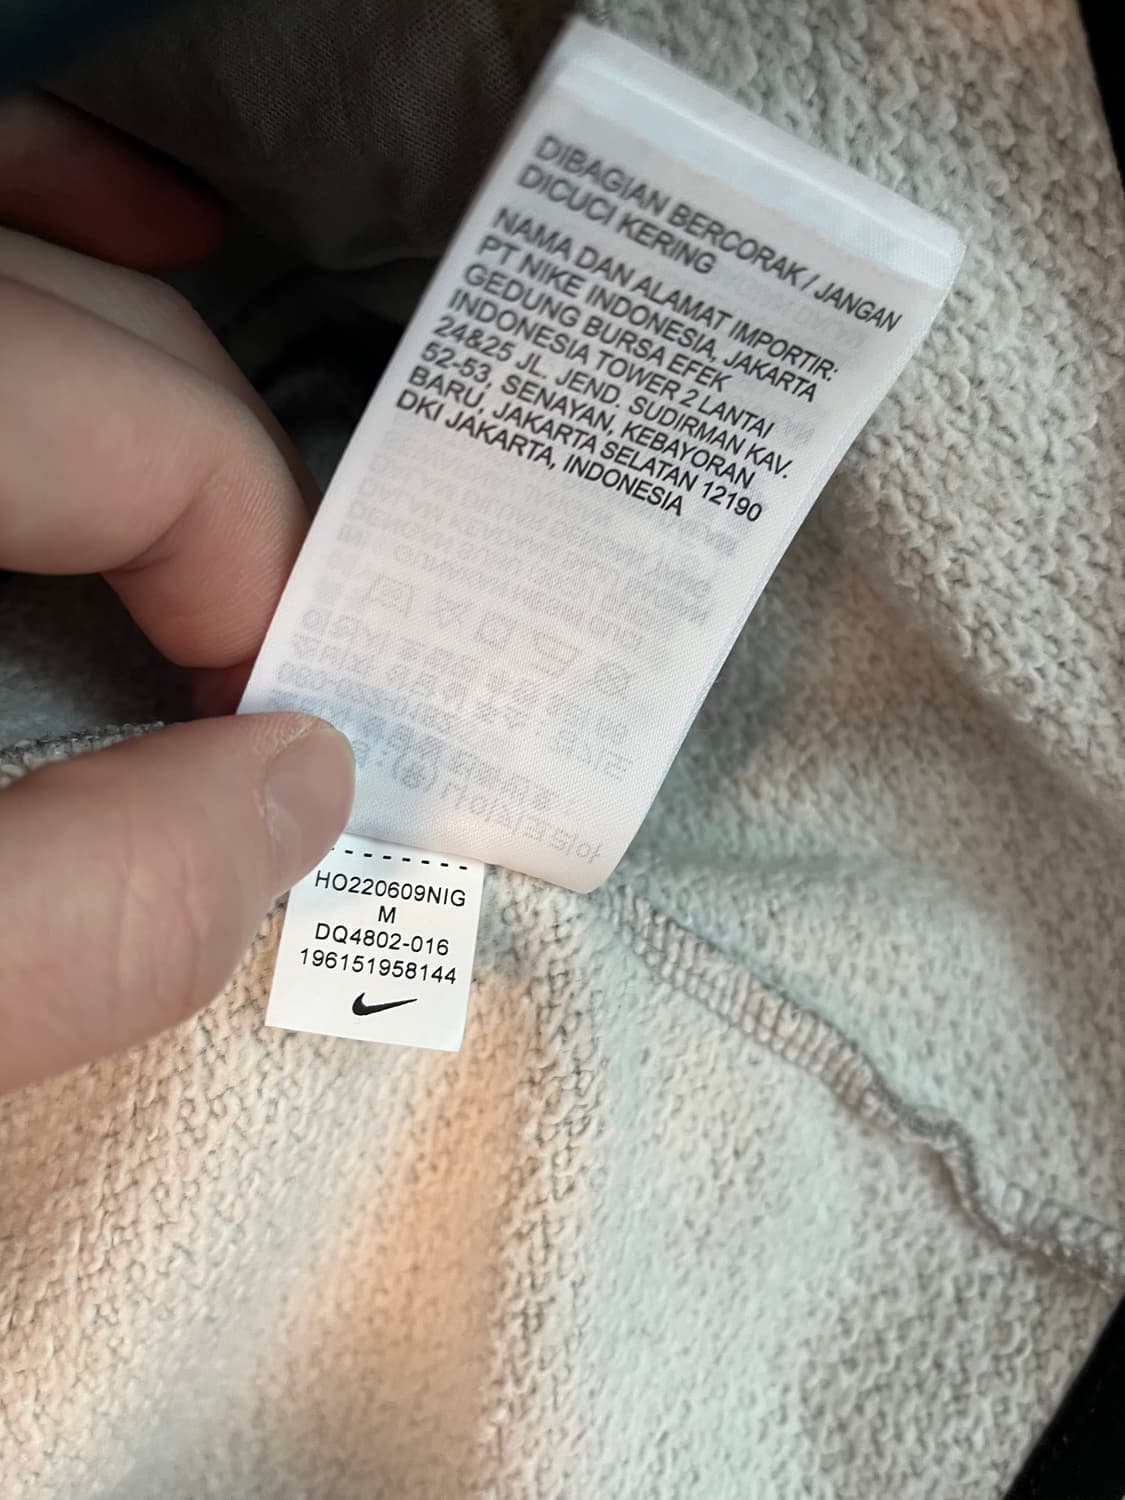 DIBAGIAN BERCORAK / JANGAN
DICUCI KERING
NAMA DAN ALAMAT IMPORTIR:
PT NIKE INDONESIA, JAKARTA
GEDUNG BURSA EFEK
INDONESIA TOWER 2 LANTAI
24&25 JL. JEND. SUDIRMAN KAV.
52-53, SENAYAN, KEBAYORAN
BARU, JAKARTA SELATAN 12190
DKI JAKARTA, INDONESIA
HO220609NIG
M
DQ4802-016
196151958144